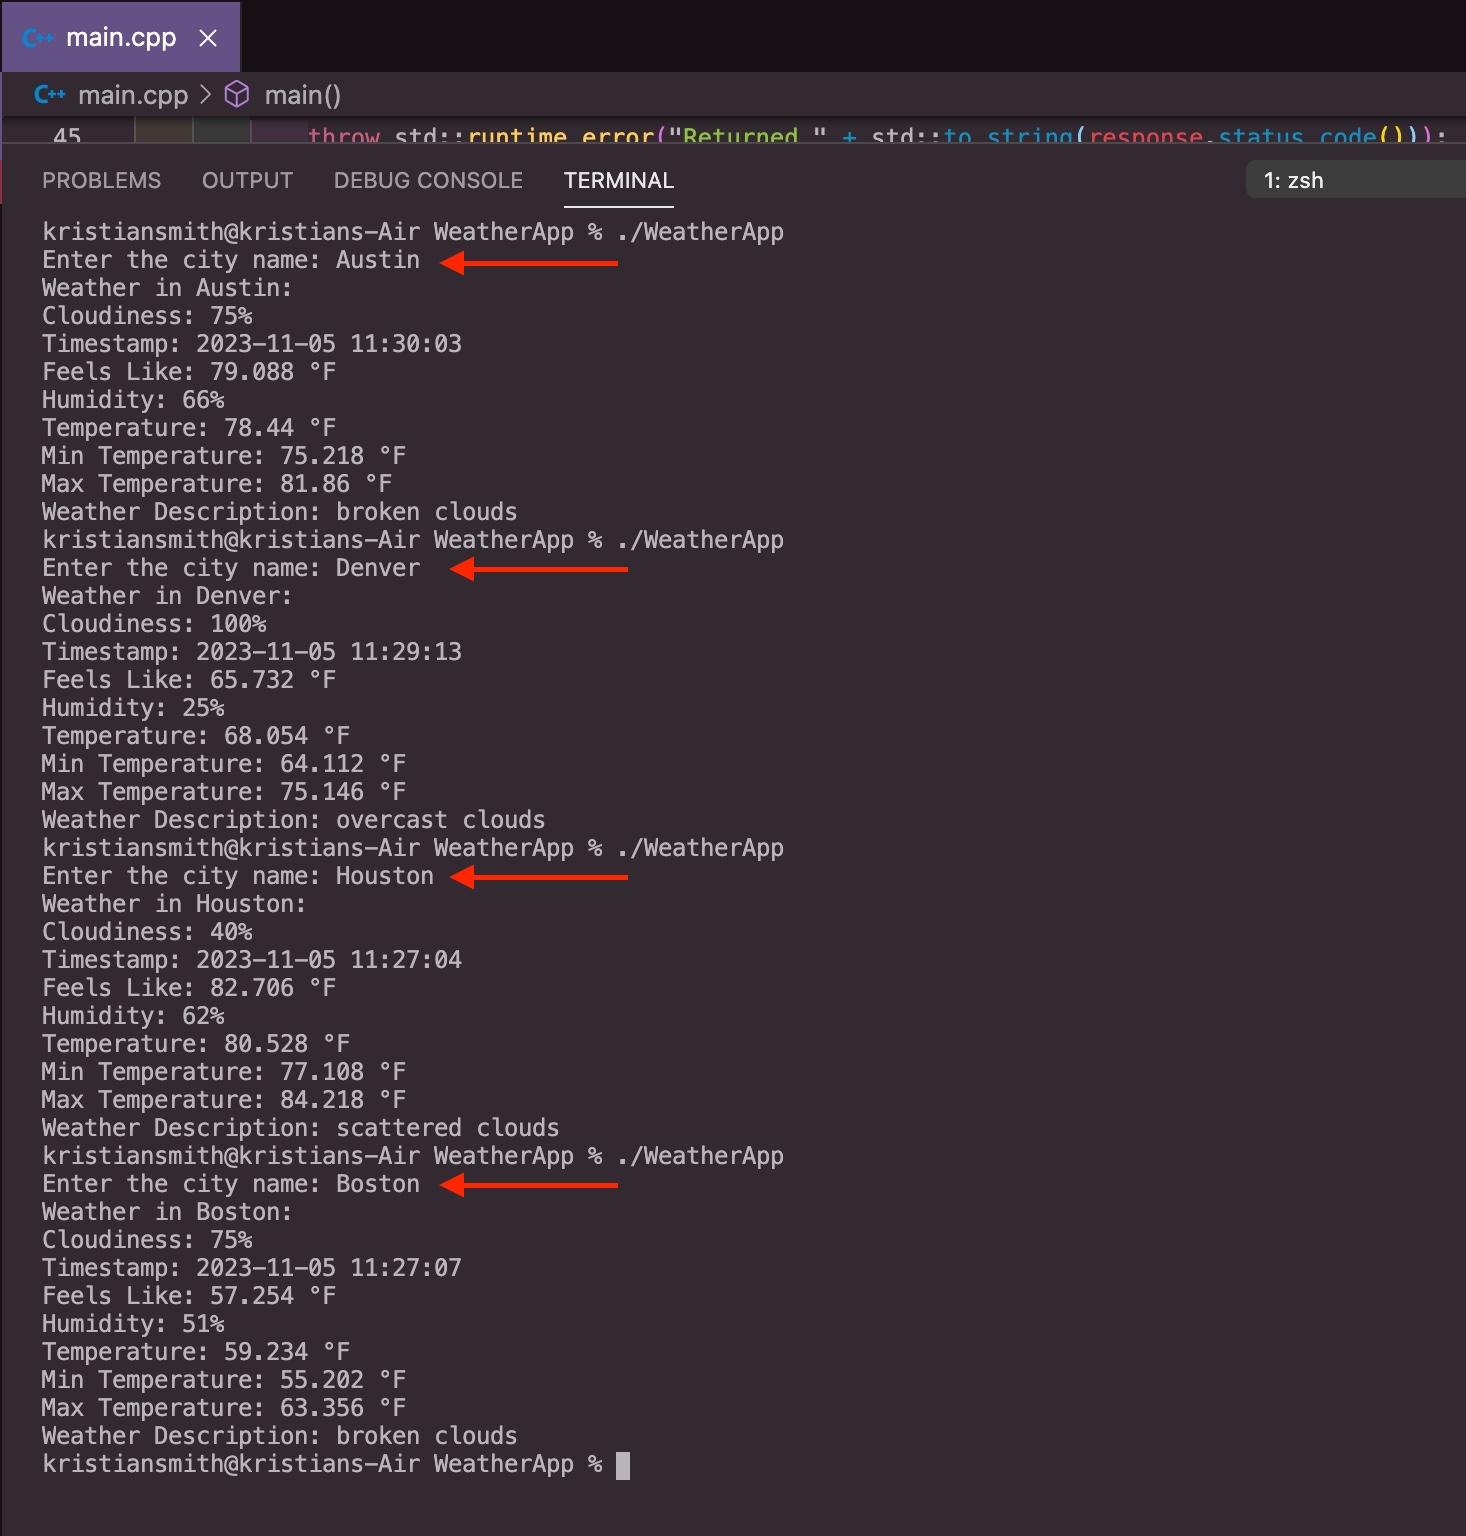 C++ main.cpp ×
C++ main.cpp > main()
45 throw std::runtime_error("Returned " + std::to_string(response.status_code()));
PROBLEMS OUTPUT DEBUG CONSOLE TERMINAL 1: zsh
kristiansmith@kristians-Air WeatherApp % ./WeatherApp
Enter the city name: Austin
Weather in Austin:
Cloudiness: 75%
Timestamp: 2023-11-05 11:30:03
Feels Like: 79.088 °F
Humidity: 66%
Temperature: 78.44 °F
Min Temperature: 75.218 °F
Max Temperature: 81.86 °F
Weather Description: broken clouds
kristiansmith@kristians-Air WeatherApp % ./WeatherApp
Enter the city name: Denver
Weather in Denver:
Cloudiness: 100%
Timestamp: 2023-11-05 11:29:13
Feels Like: 65.732 °F
Humidity: 25%
Temperature: 68.054 °F
Min Temperature: 64.112 °F
Max Temperature: 75.146 °F
Weather Description: overcast clouds
kristiansmith@kristians-Air WeatherApp % ./WeatherApp
Enter the city name: Houston
Weather in Houston:
Cloudiness: 40%
Timestamp: 2023-11-05 11:27:04
Feels Like: 82.706 °F
Humidity: 62%
Temperature: 80.528 °F
Min Temperature: 77.108 °F
Max Temperature: 84.218 °F
Weather Description: scattered clouds
kristiansmith@kristians-Air WeatherApp % ./WeatherApp
Enter the city name: Boston
Weather in Boston:
Cloudiness: 75%
Timestamp: 2023-11-05 11:27:07
Feels Like: 57.254 °F
Humidity: 51%
Temperature: 59.234 °F
Min Temperature: 55.202 °F
Max Temperature: 63.356 °F
Weather Description: broken clouds
kristiansmith@kristians-Air WeatherApp %